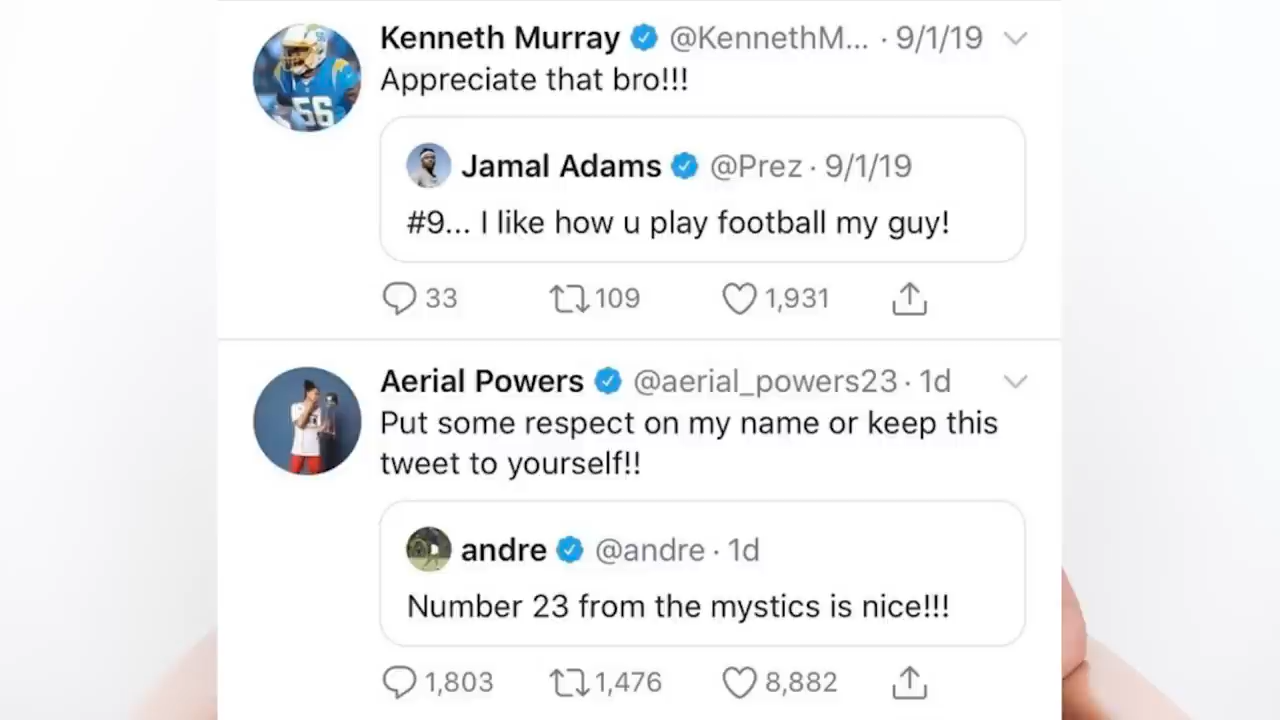 Kenneth Murray @KennethM... · 9/1/19
Appreciate that bro!!!
Jamal Adams @Prez · 9/1/19
#9... I like how u play football my guy!
33 109 1,931
Aerial Powers @aerial_powers23 · 1d
Put some respect on my name or keep this
tweet to yourself!!
andre @andre · 1d
Number 23 from the mystics is nice!!!
1,803 1,476 8,882
56